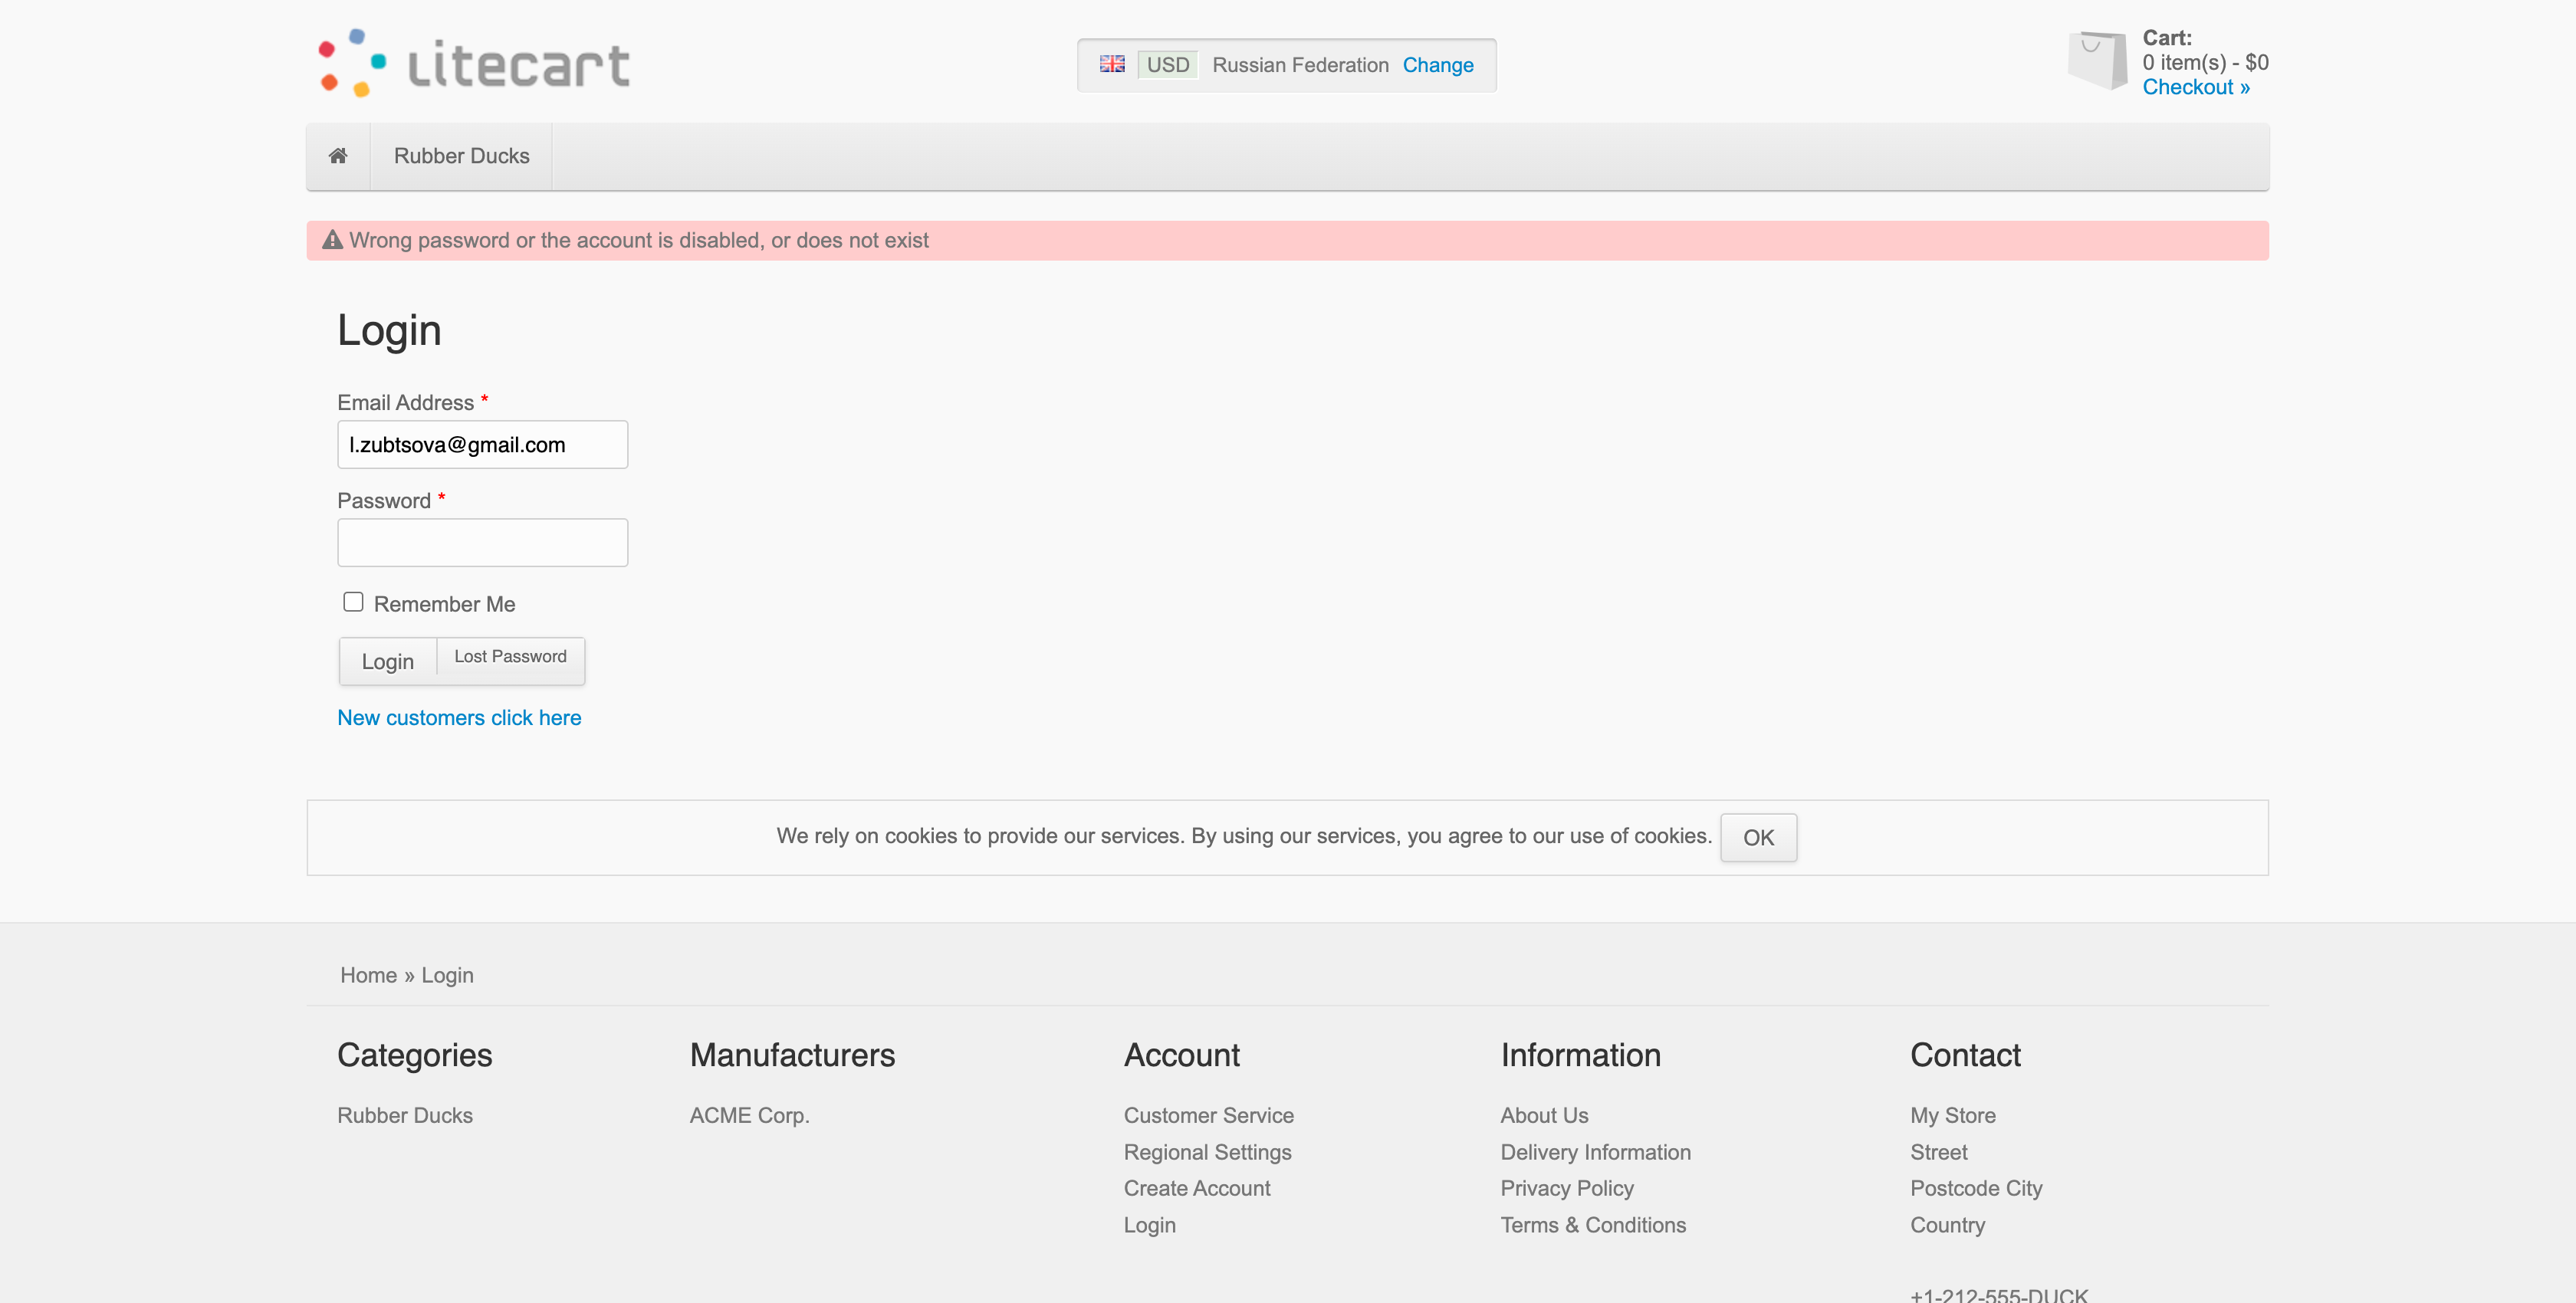 litecart
USD Russian Federation Change
Cart:
0 item(s) - $0
Checkout »
Rubber Ducks
Wrong password or the account is disabled, or does not exist
Login
Email Address *
l.zubtsova@gmail.com
Password *
Remember Me
Login Lost Password
New customers click here
We rely on cookies to provide our services. By using our services, you agree to our use of cookies. OK
Home » Login
Categories
Rubber Ducks
Manufacturers
ACME Corp.
Account
Customer Service
Regional Settings
Create Account
Login
Information
About Us
Delivery Information
Privacy Policy
Terms & Conditions
Contact
My Store
Street
Postcode City
Country
+1-212-555-DUCK